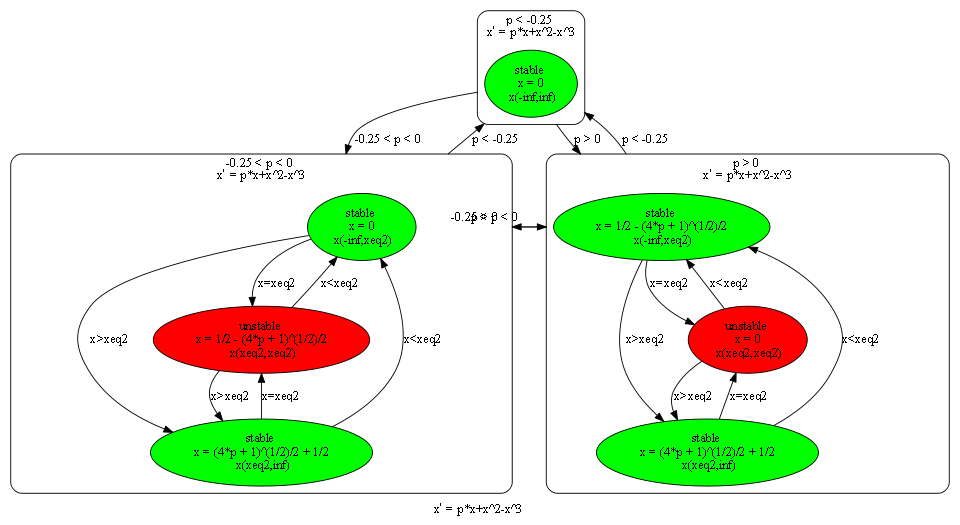 p < -0.25
x' = p*x+x^2-x^3
stable
x = 0
x(-inf,inf)
-0.25 < p < 0
p < -0.25
p > 0
p < -0.25
-0.25 < p < 0
x' = p*x+x^2-x^3
stable
x = 0
x(-inf,xeq2)
x=xeq2
x<xeq2
x>xeq2
unstable
x = 1/2 - (4*p + 1)^(1/2)/2
x(xeq2,xeq2)
x<xeq2
x>xeq2
x=xeq2
stable
x = (4*p + 1)^(1/2)/2 + 1/2
x(xeq2,inf)
-0.25 < p < 0
p > 0
p > 0
x' = p*x+x^2-x^3
stable
x = 1/2 - (4*p + 1)^(1/2)/2
x(-inf,xeq2)
x=xeq2
x<xeq2
x>xeq2
unstable
x = 0
x(xeq2,xeq2)
x<xeq2
x>xeq2
x=xeq2
stable
x = (4*p + 1)^(1/2)/2 + 1/2
x(xeq2,inf)
x' = p*x+x^2-x^3